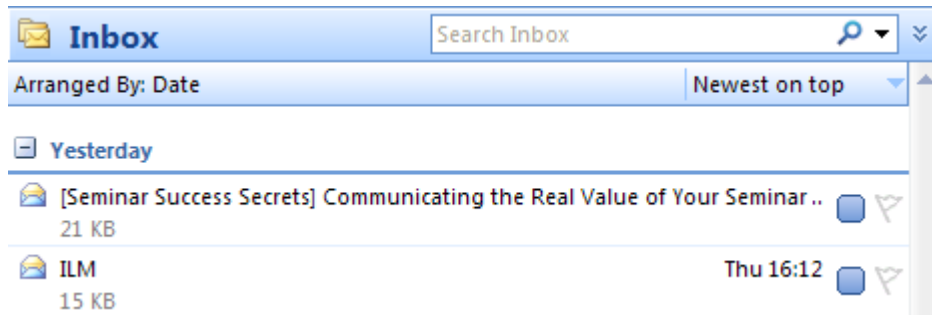 Inbox
Search Inbox
Arranged By: Date
Newest on top
Yesterday
[Seminar Success Secrets] Communicating the Real Value of Your Seminar ..
21 KB
ILM
Thu 16:12
15 KB